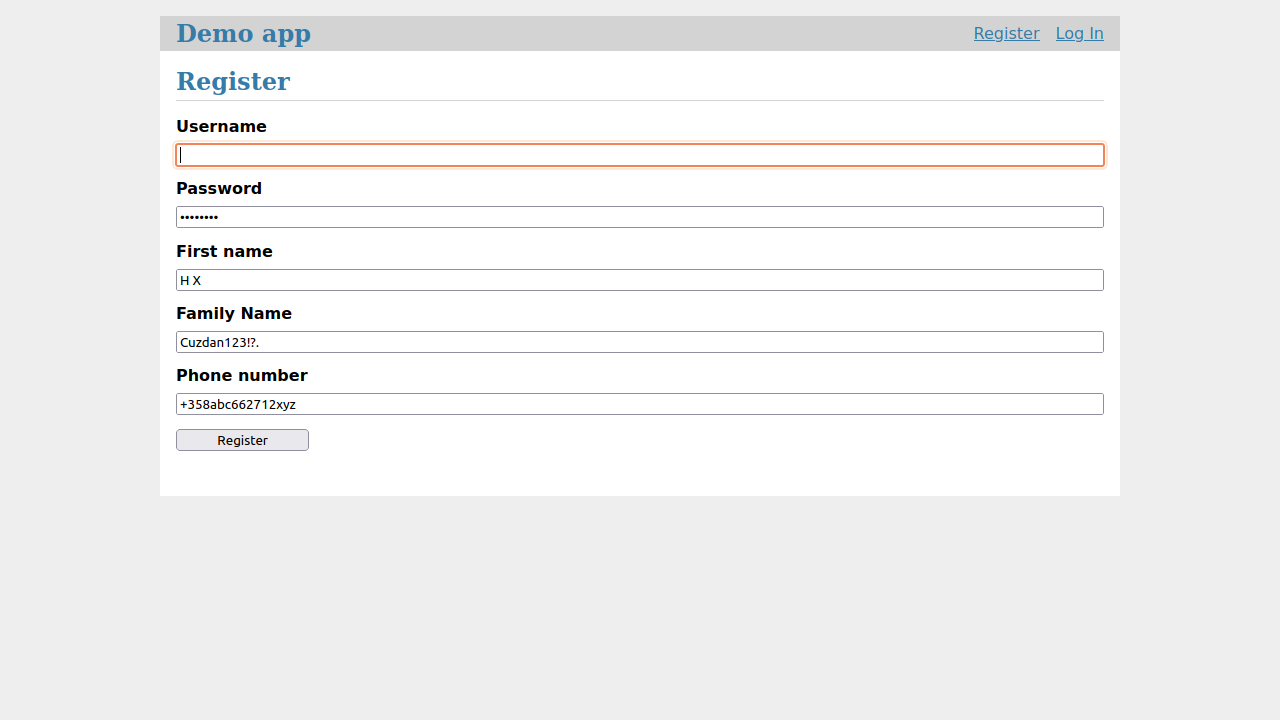 Demo app
Register Log In
Register
Username
Password
••••••••
First name
H X
Family Name
Cuzdan123!?.
Phone number
+358abc662712xyz
Register